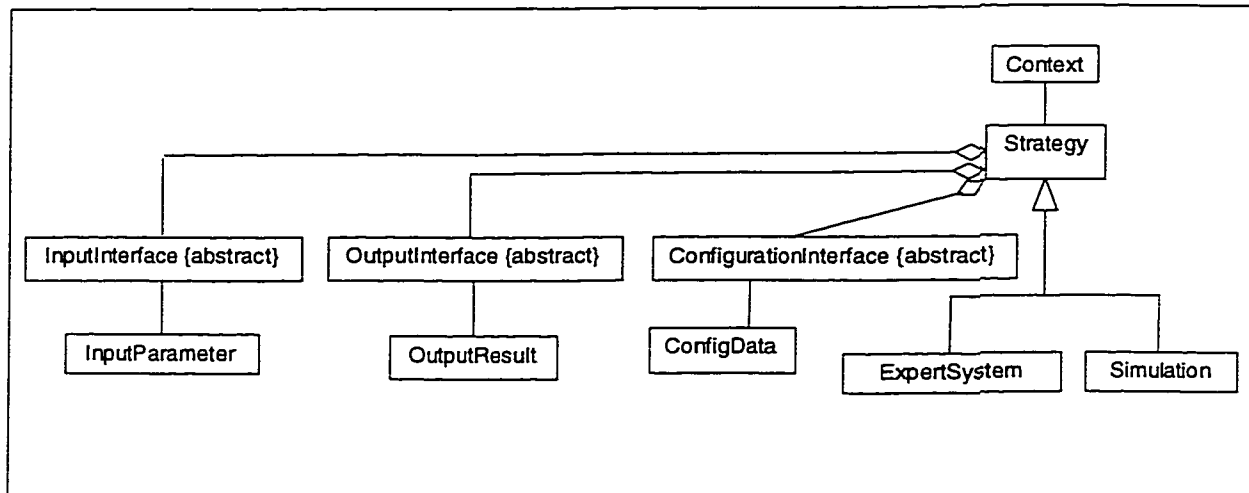 Context
Strategy
InputInterface {abstract}
OutputInterface {abstract}
ConfigurationInterface {abstract}
InputParameter
OutputResult
ConfigData
ExpertSystem
Simulation